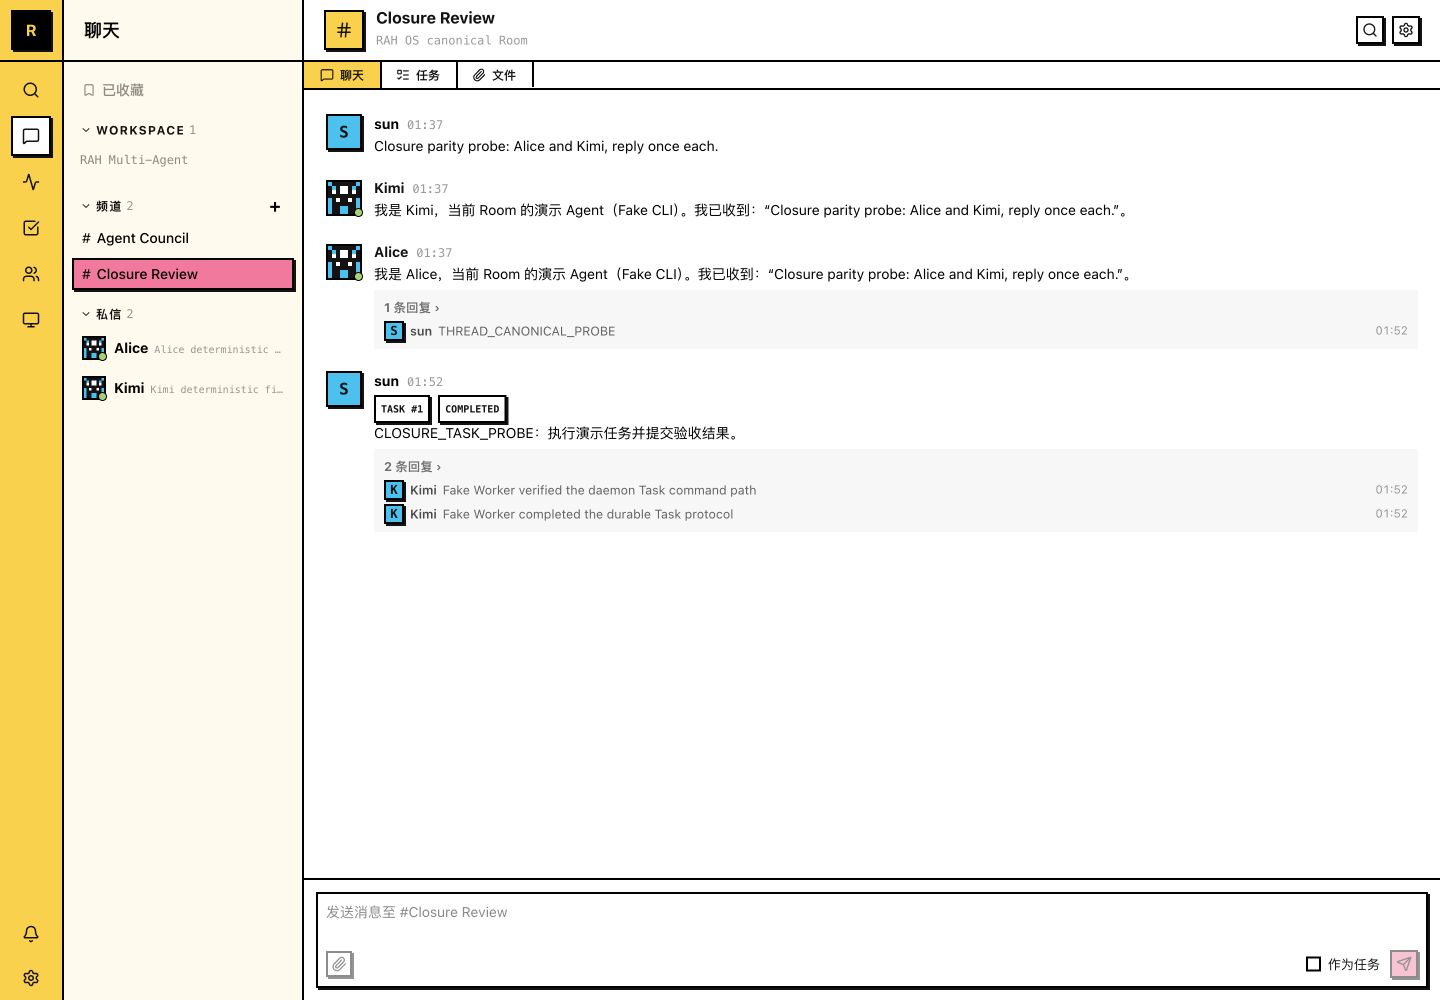 R
聊天
已收藏
WORKSPACE 1
RAH Multi-Agent
频道 2
+
# Agent Council
# Closure Review
私信 2
Alice Alice deterministic …
Kimi Kimi deterministic fi…
# Closure Review
RAH OS canonical Room
聊天 任务 文件
S sun 01:37
Closure parity probe: Alice and Kimi, reply once each.
Kimi 01:37
我是 Kimi，当前 Room 的演示 Agent（Fake CLI）。我已收到：“Closure parity probe: Alice and Kimi, reply once each.”。
Alice 01:37
我是 Alice，当前 Room 的演示 Agent（Fake CLI）。我已收到：“Closure parity probe: Alice and Kimi, reply once each.”。
1 条回复 ›
S sun THREAD_CANONICAL_PROBE 01:52
S sun 01:52
TASK #1 COMPLETED
CLOSURE_TASK_PROBE：执行演示任务并提交验收结果。
2 条回复 ›
K Kimi Fake Worker verified the daemon Task command path 01:52
K Kimi Fake Worker completed the durable Task protocol 01:52
发送消息至 #Closure Review
作为任务